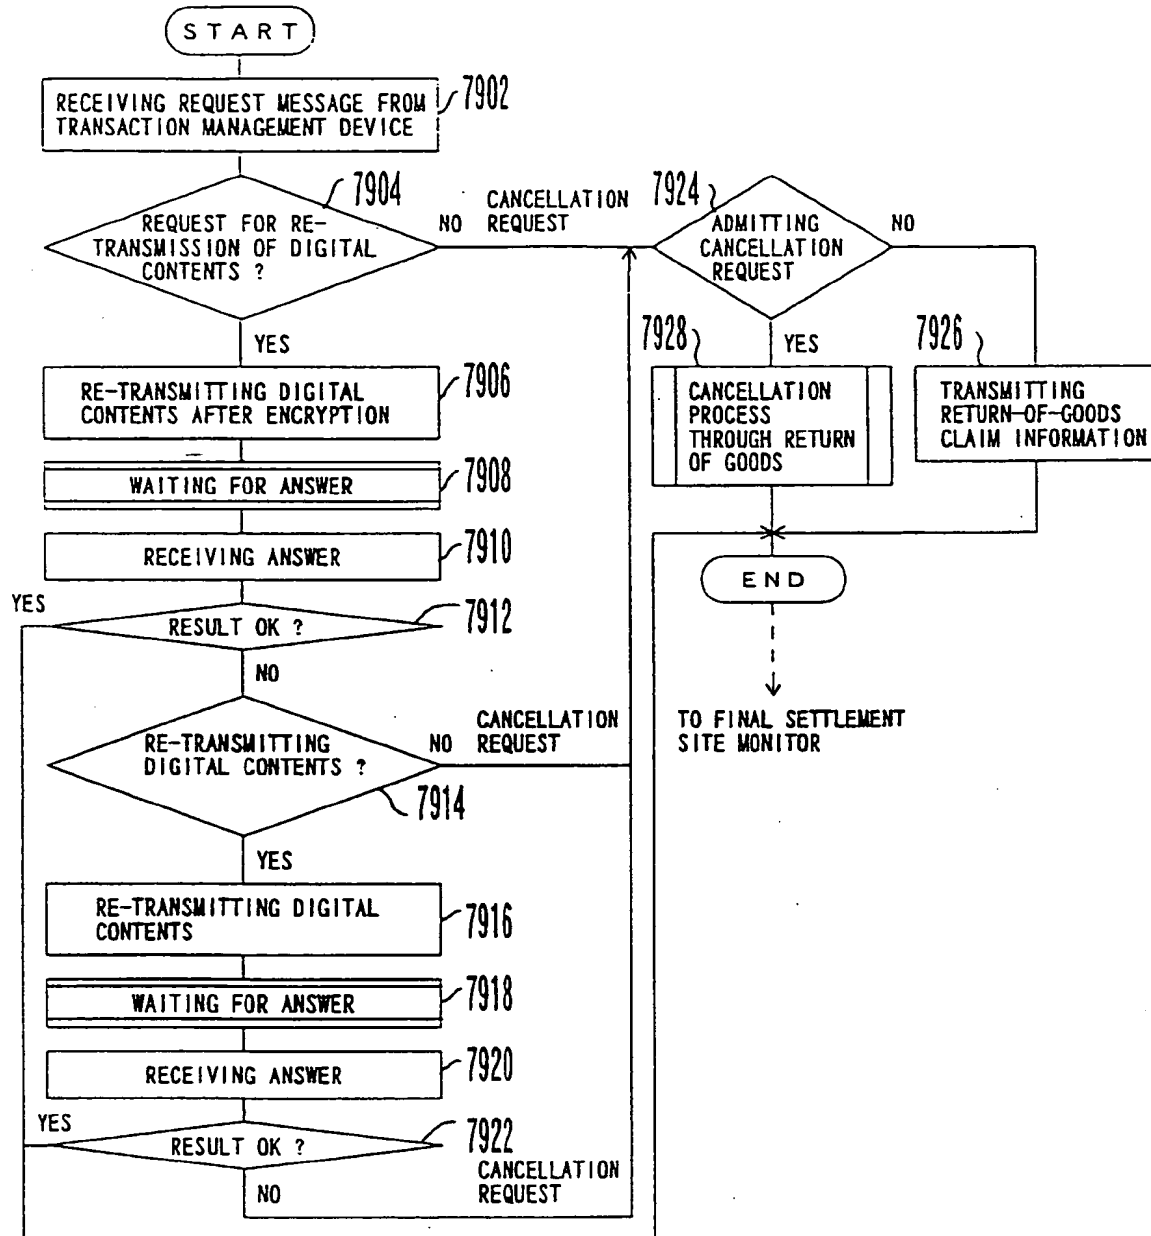 START
7902
RECEIVING REQUEST MESSAGE FROM
TRANSACTION MANAGEMENT DEVICE
7904
REQUEST FOR RE-
TRANSMISSION OF DIGITAL
CONTENTS ?
NO
CANCELLATION
REQUEST
YES
7906
RE-TRANSMITTING DIGITAL
CONTENTS AFTER ENCRYPTION
7908
WAITING FOR ANSWER
7910
RECEIVING ANSWER
7912
RESULT OK ?
YES
NO
RE-TRANSMITTING
DIGITAL CONTENTS ?
7914
NO
CANCELLATION
REQUEST
YES
7916
RE-TRANSMITTING DIGITAL
CONTENTS
7918
WAITING FOR ANSWER
7920
RECEIVING ANSWER
7922
RESULT OK ?
YES
NO
CANCELLATION
REQUEST
7924
ADMITTING
CANCELLATION
REQUEST
NO
YES
7928
CANCELLATION
PROCESS
THROUGH RETURN
OF GOODS
7926
TRANSMITTING
RETURN-OF-GOODS
CLAIM INFORMATION
END
TO FINAL SETTLEMENT
SITE MONITOR